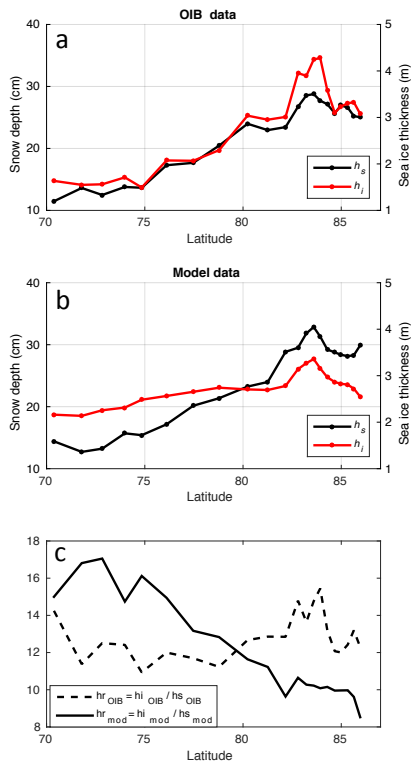 OIB data
a
40
30
20
10
5
4
3
2
1
Snow depth (cm)
Sea ice thickness (m)
h_s
h_i
70 75 80 85
Latitude
Model data
b
40
30
20
10
5
4
3
2
1
Snow depth (cm)
Sea ice thickness (m)
h_s
h_i
70 75 80 85
Latitude
c
18
16
14
12
10
8
hr_OIB = hi_OIB / hs_OIB
hr_mod = hi_mod / hs_mod
70 75 80 85
Latitude